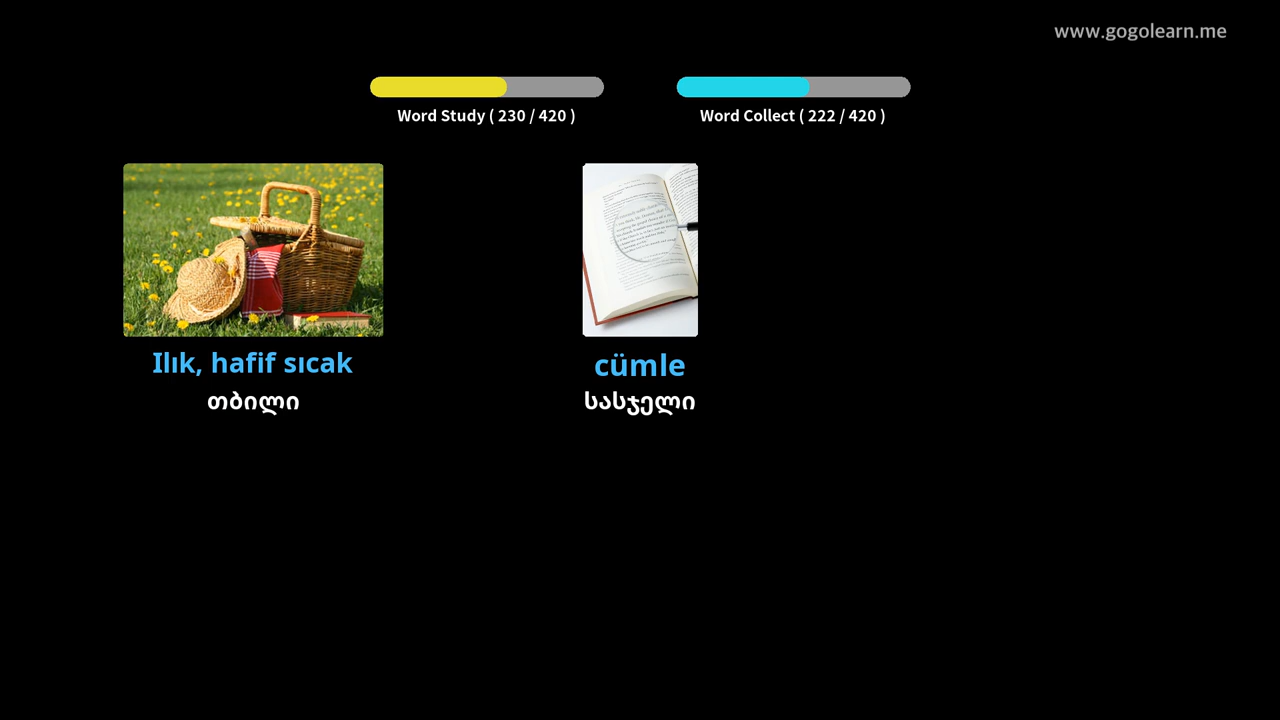 www.gogolearn.me
Word Study ( 230 / 420 )
Word Collect ( 222 / 420 )
Ilık, hafif sıcak
თბილი
cümle
სასჯელი